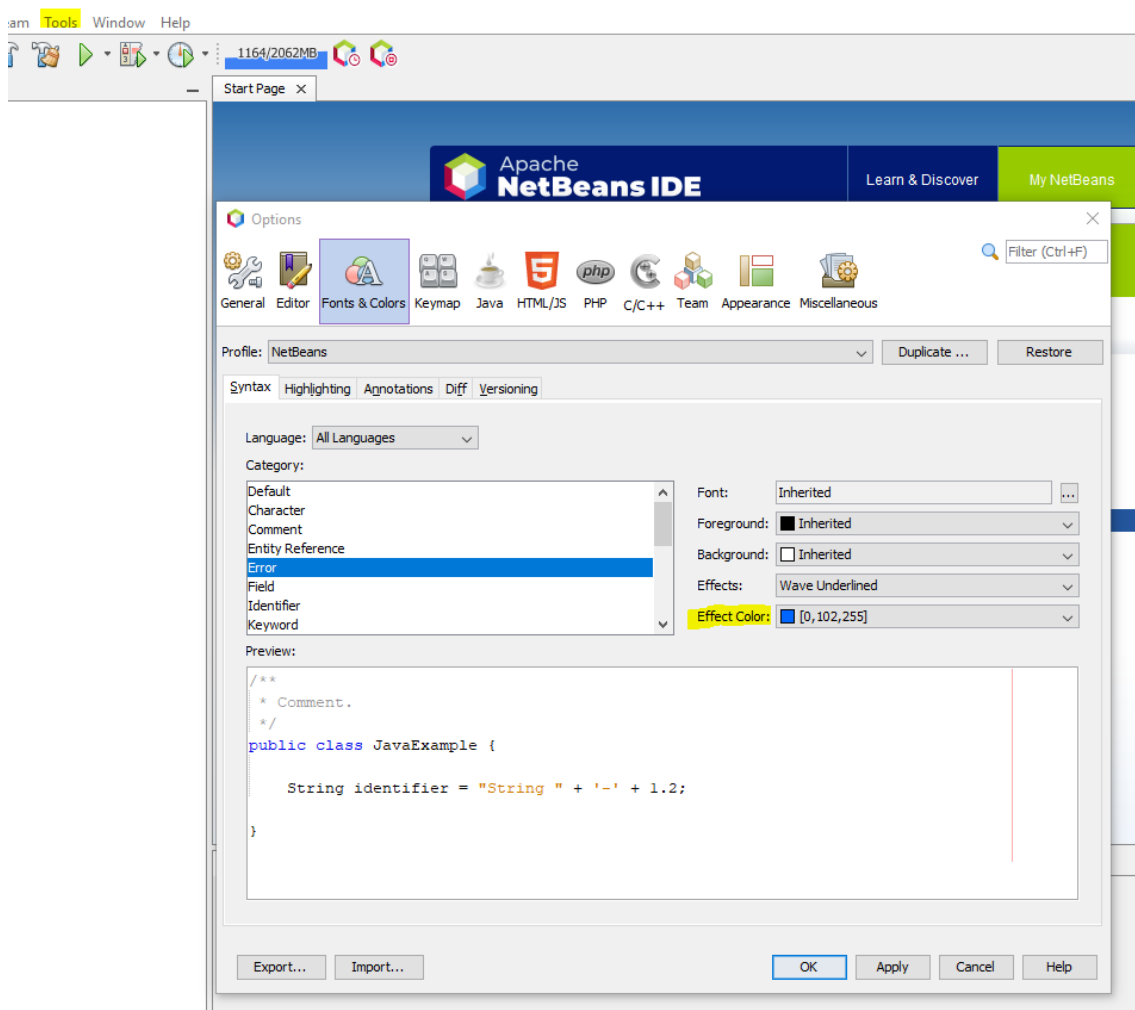 Tools Window Help
1164/2062MB
Start Page
Apache
NetBeans IDE
Learn & Discover
My NetBeans
Options
Filter (Ctrl+F)
General Editor Fonts & Colors Keymap Java HTML/JS PHP C/C++ Team Appearance Miscellaneous
php
Profile: NetBeans Duplicate ... Restore
Syntax Highlighting Annotations Diff Versioning
Language: All Languages
Category:
Default
Character
Comment
Entity Reference
Error
Field
Identifier
Keyword
Font: Inherited ...
Foreground: Inherited
Background: Inherited
Effects: Wave Underlined
Effect Color: [0,102,255]
Preview:
/**
* Comment.
*/
public class JavaExample {
String identifier = "String " + '-' + 1.2;
}
Export... Import... OK Apply Cancel Help